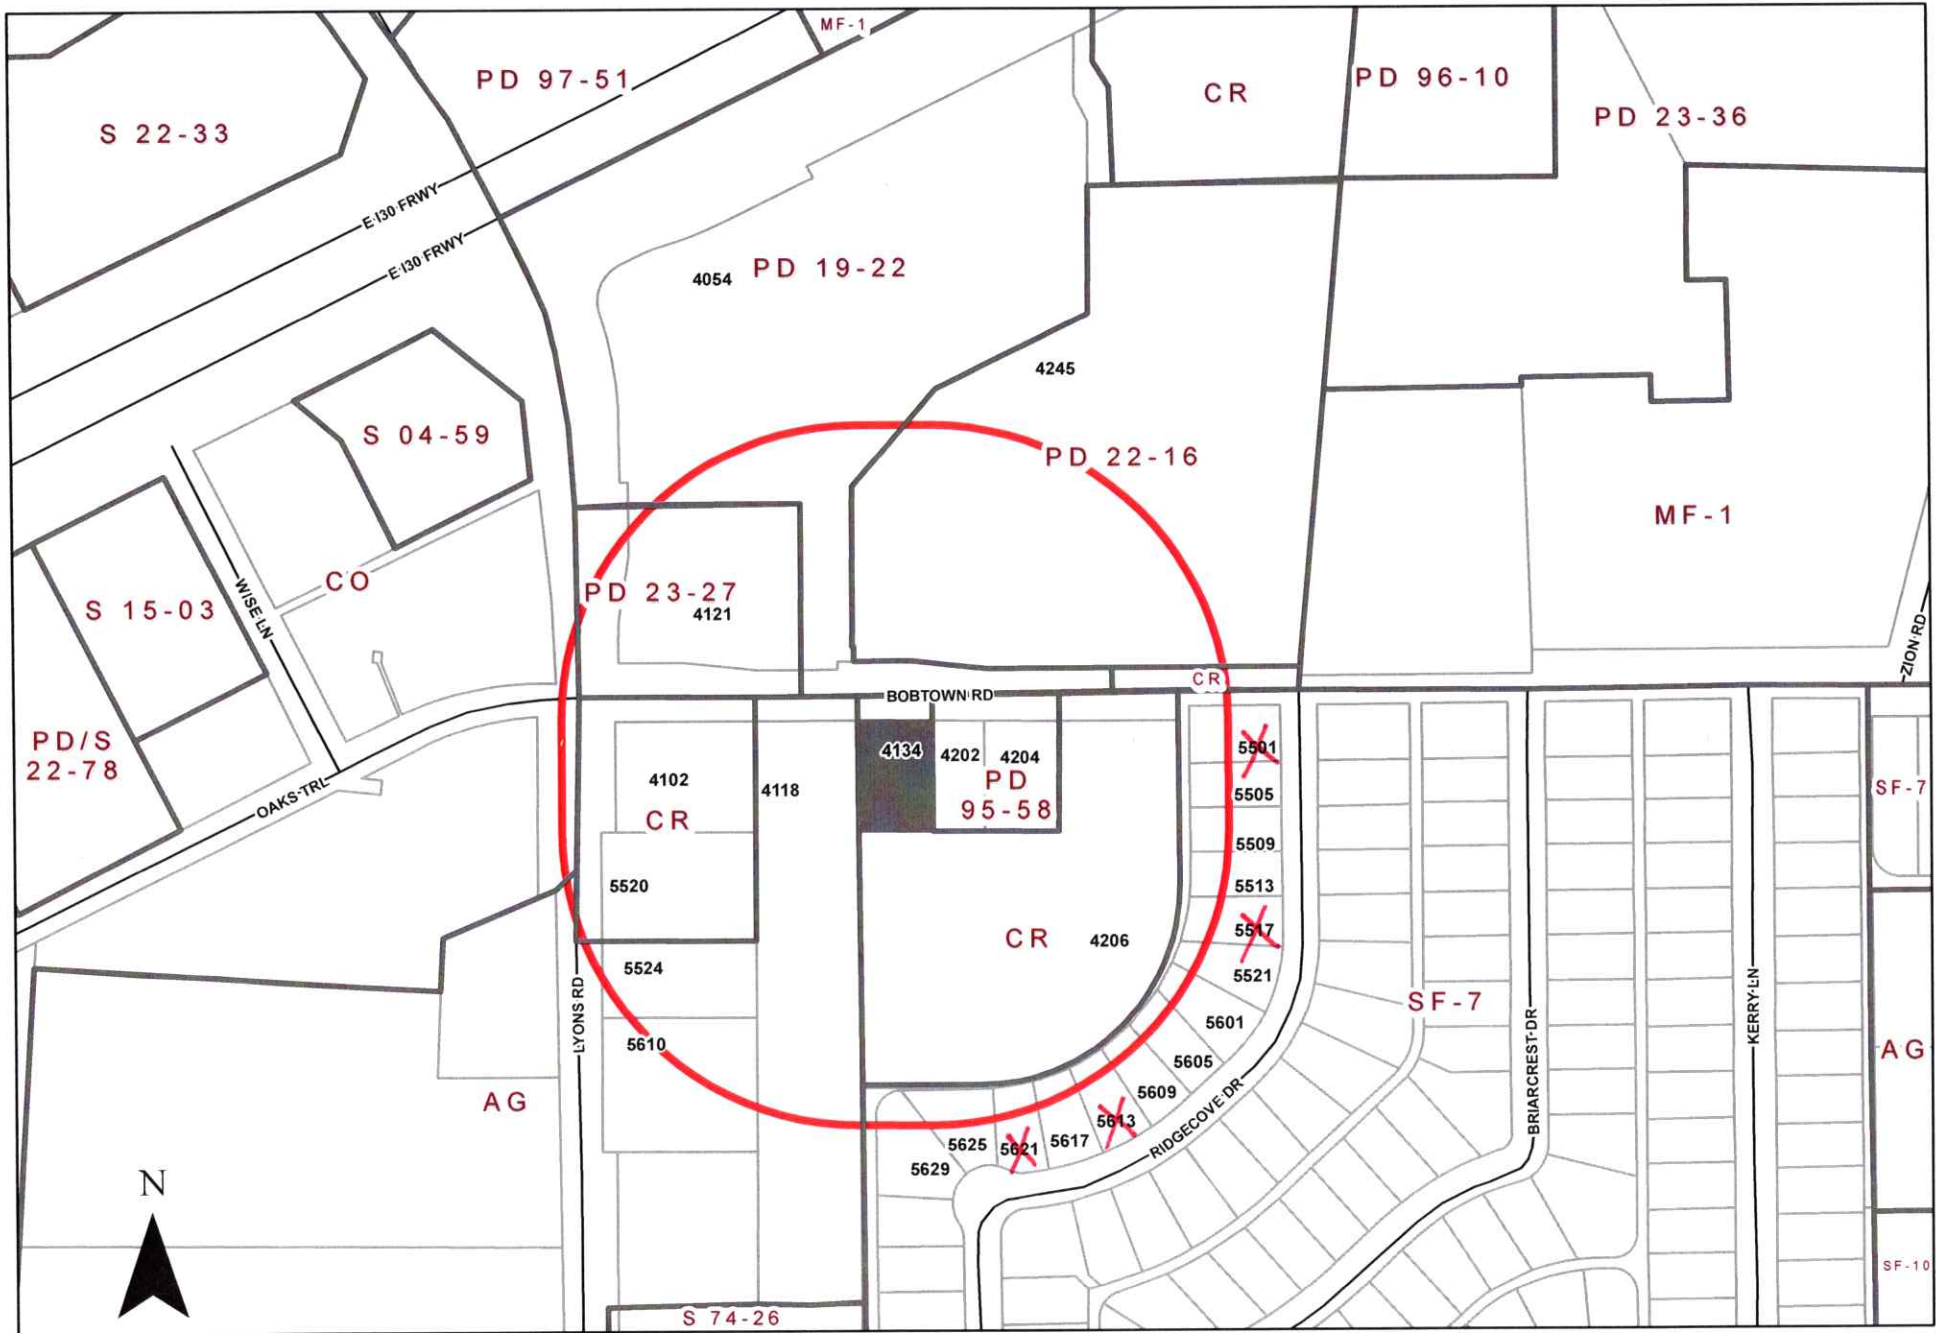 MF-1
PD 97-51
CR
PD 96-10
PD 23-36
S 22-33
E I30 FRWY
E I30 FRWY
4054
PD 19-22
4245
S 04-59
PD 22-16
MF-1
CO
S 15-03
WISE LN
PD 23-27
4121
ZION RD
CR
BOBTOWN RD
PD/S
22-78
OAKS TRL
4102
CR
4118
4134
4202
4204
PD
95-58
5501
5505
5509
5513
5517
5521
SF-7
5520
CR
4206
5524
LYONS RD
5601
SF-7
BRIARCREST DR
KERRY LN
5610
5605
AG
AG
5609
5613
RIDGECOVE DR
5617
5621
5625
5629
N
SF-10
S 74-26